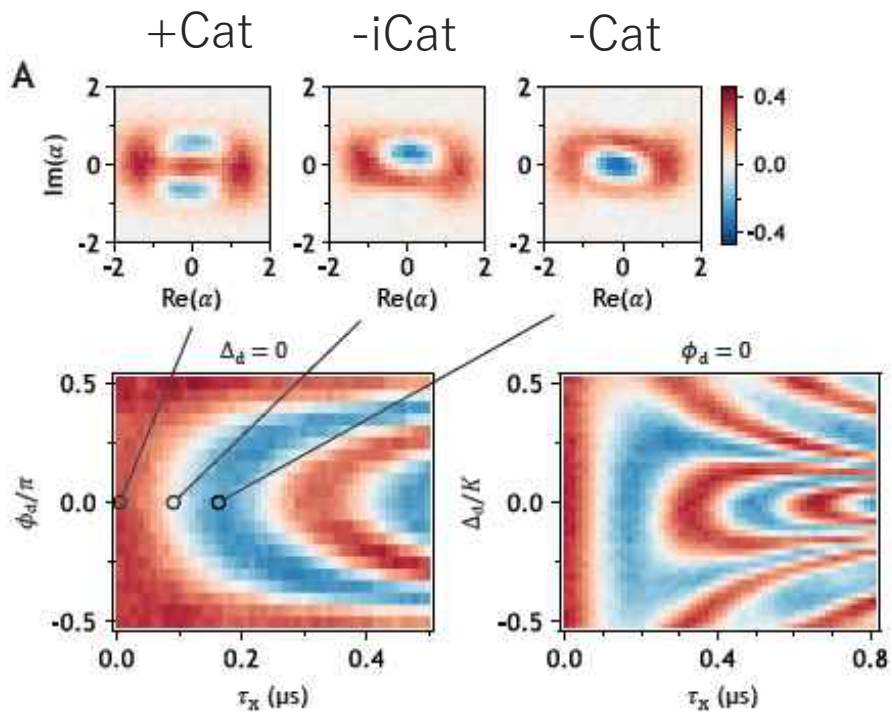 +Cat -iCat -Cat
A
2 2 2 0.4
Im(α) 0 0 0 0.0
-2 -2 -2 -0.4
-2 0 2 -2 0 2 -2 0 2
Re(α) Re(α) Re(α)
Δd = 0 ϕd = 0
0.5 0.5
ϕd/π 0.0 Δd/K 0.0
-0.5 -0.5
0.0 0.2 0.4 0.0 0.4 0.8
τx (μs) τx (μs)